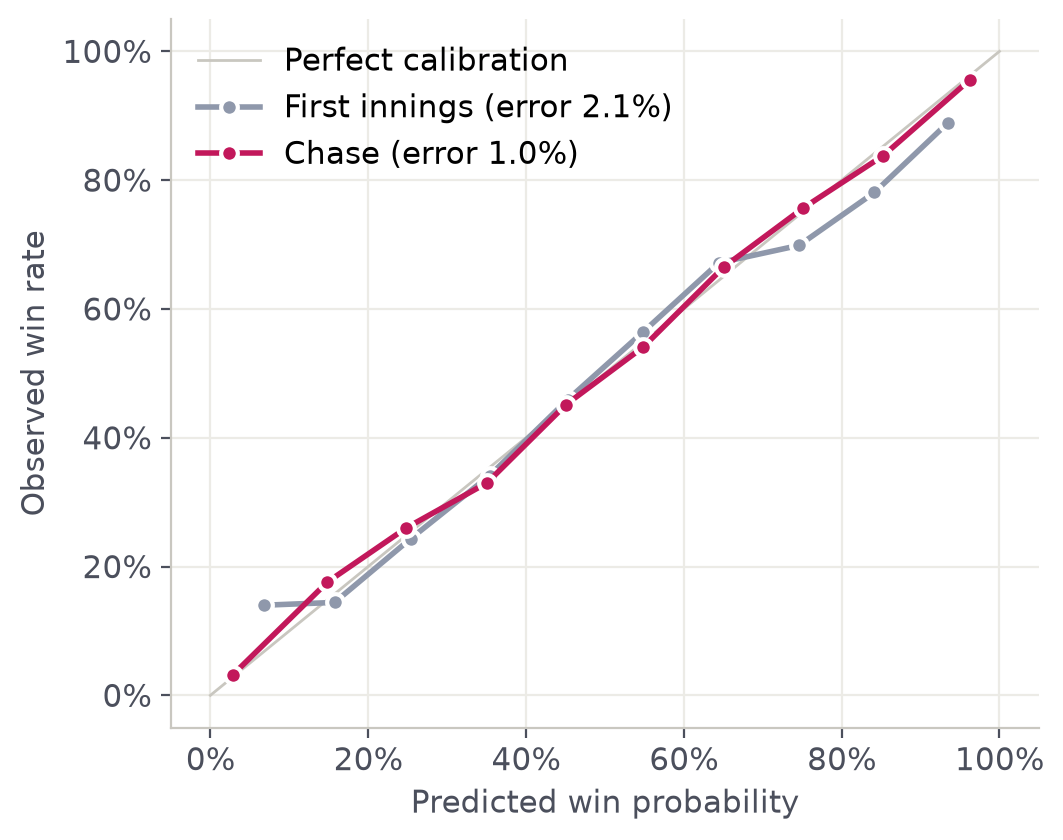 Perfect calibration
First innings (error 2.1%)
Chase (error 1.0%)
Observed win rate
100%
80%
60%
40%
20%
0%
0% 20% 40% 60% 80% 100%
Predicted win probability